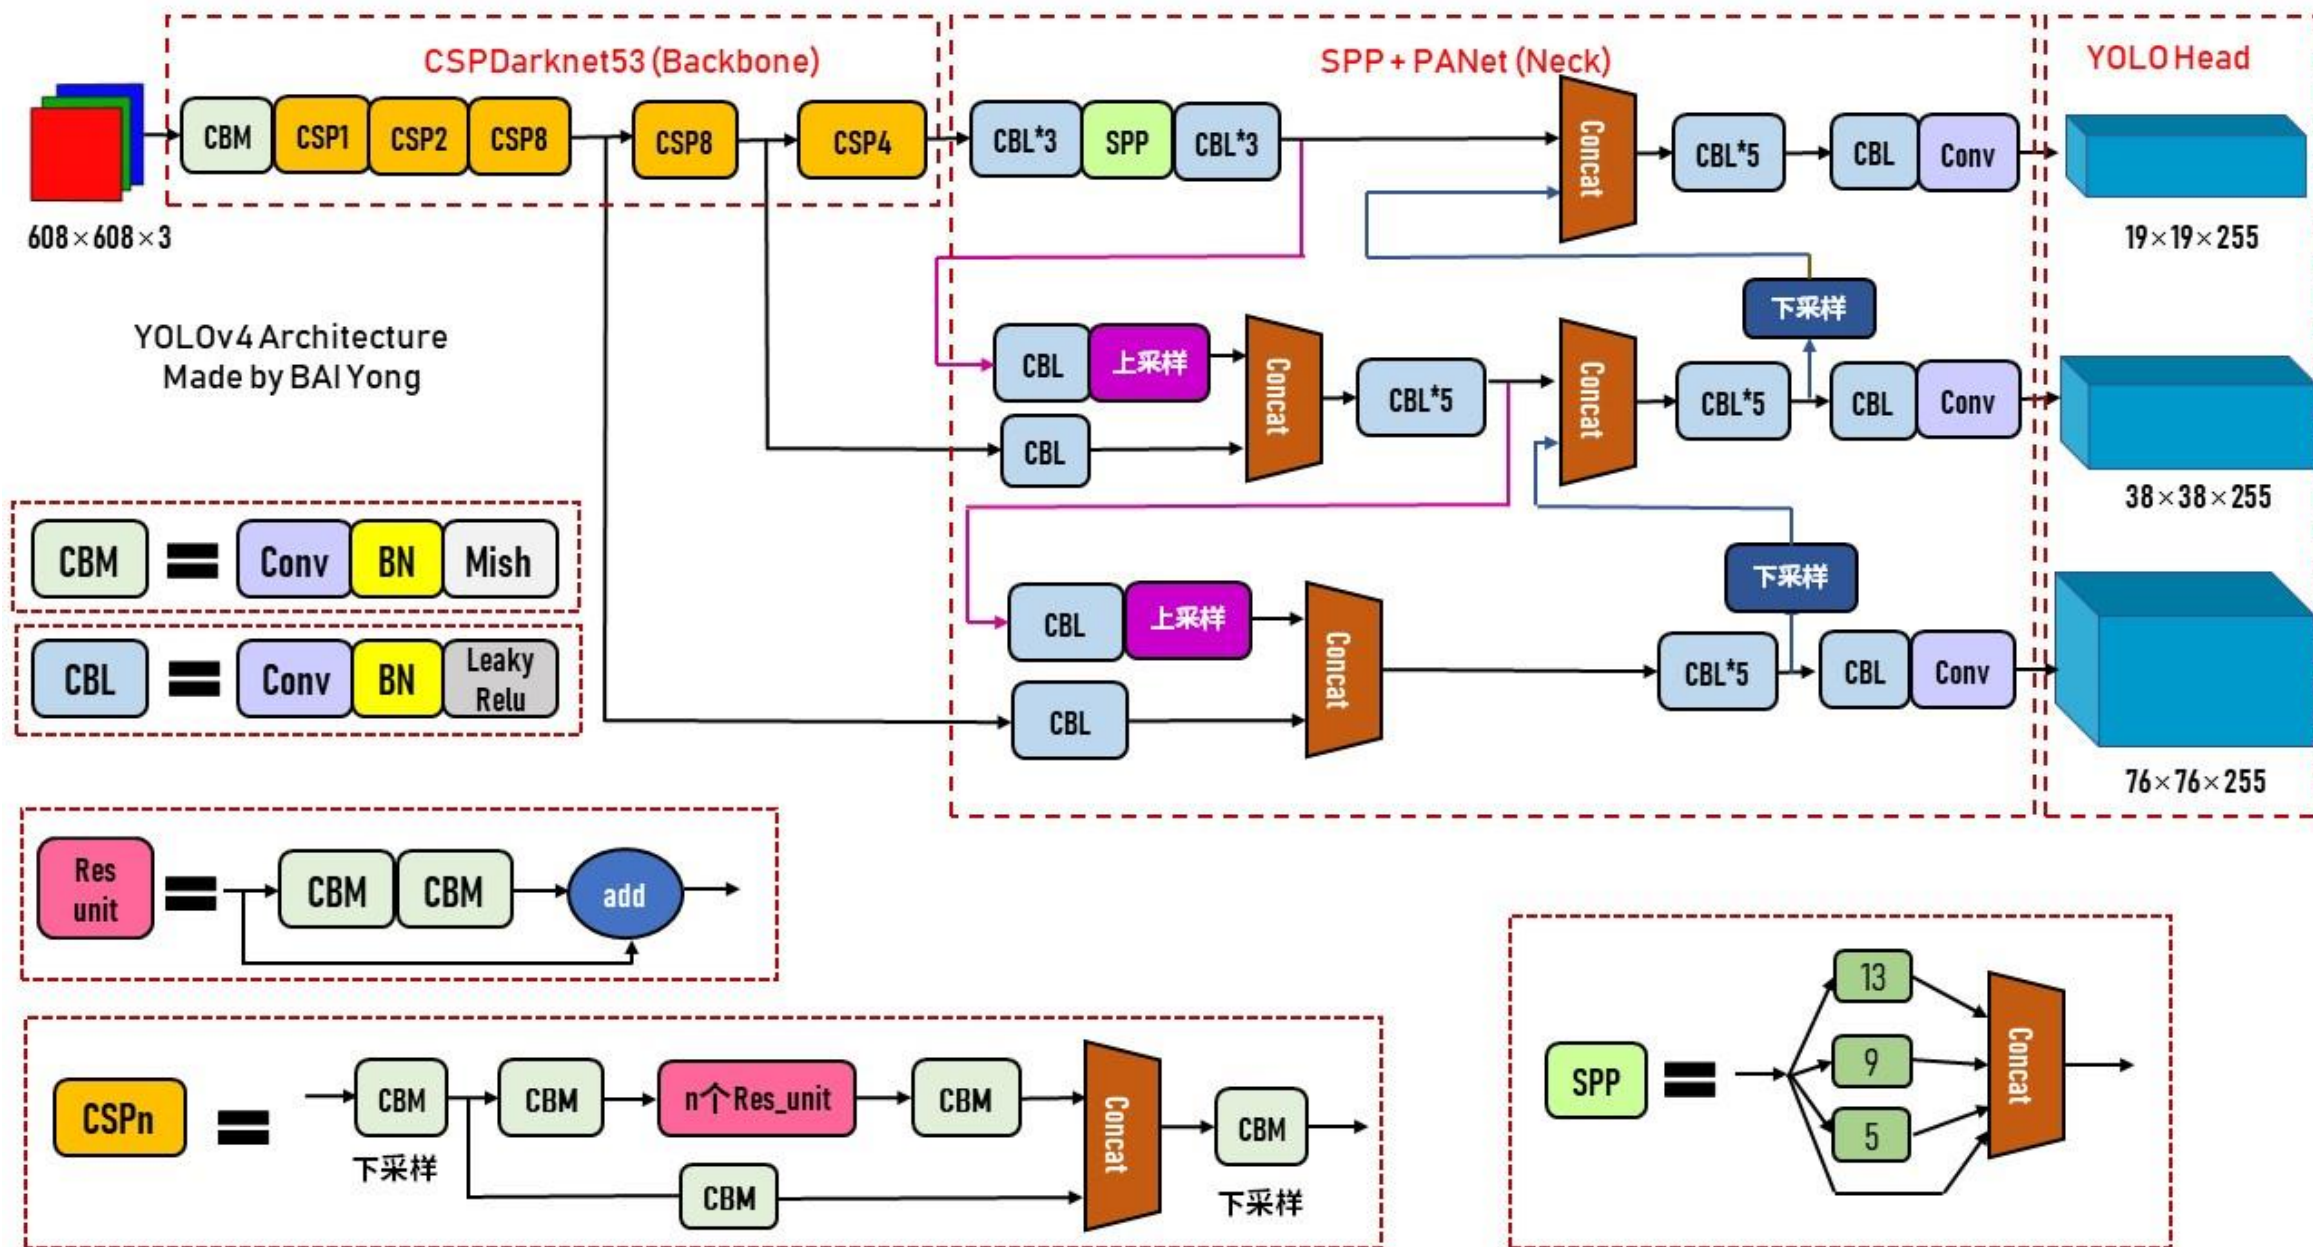 CSPDarknet53 (Backbone)
SPP + PANet (Neck)
YOLO Head
CBM
CSP1
CSP2
CSP8
CSP8
CSP4
CBL*3
SPP
CBL*3
Concat
CBL*5
CBL
Conv
608×608×3
19×19×255
YOLOv4 Architecture
Made by BAI Yong
下采样
CBL
上采样
Concat
CBL*5
Concat
CBL*5
CBL
Conv
CBL
38×38×255
CBM
Conv
BN
Mish
下采样
CBL
上采样
Concat
CBL*5
CBL
Conv
CBL
76×76×255
CBL
Conv
BN
Leaky
Relu
Res
unit
CBM
CBM
add
CSPn
CBM
下采样
CBM
n个Res_unit
CBM
CBM
Concat
CBM
下采样
SPP
13
9
5
Concat